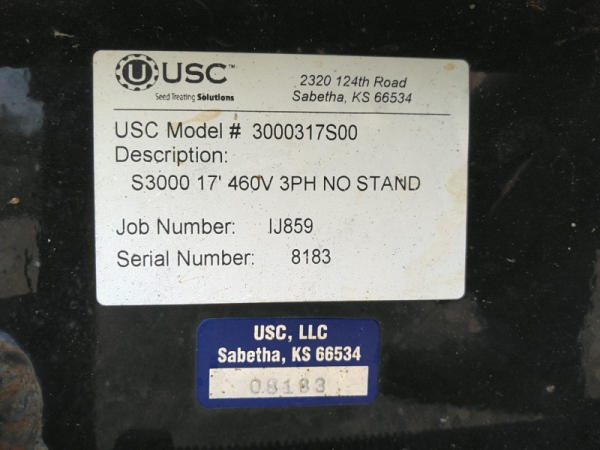 USC™
Seed Treating Solutions
2320 124th Road
Sabetha, KS 66534
USC Model # 3000317S00
Description:
S3000 17' 460V 3PH NO STAND
Job Number: IJ859
Serial Number: 8183
USC, LLC
Sabetha, KS 66534
08183